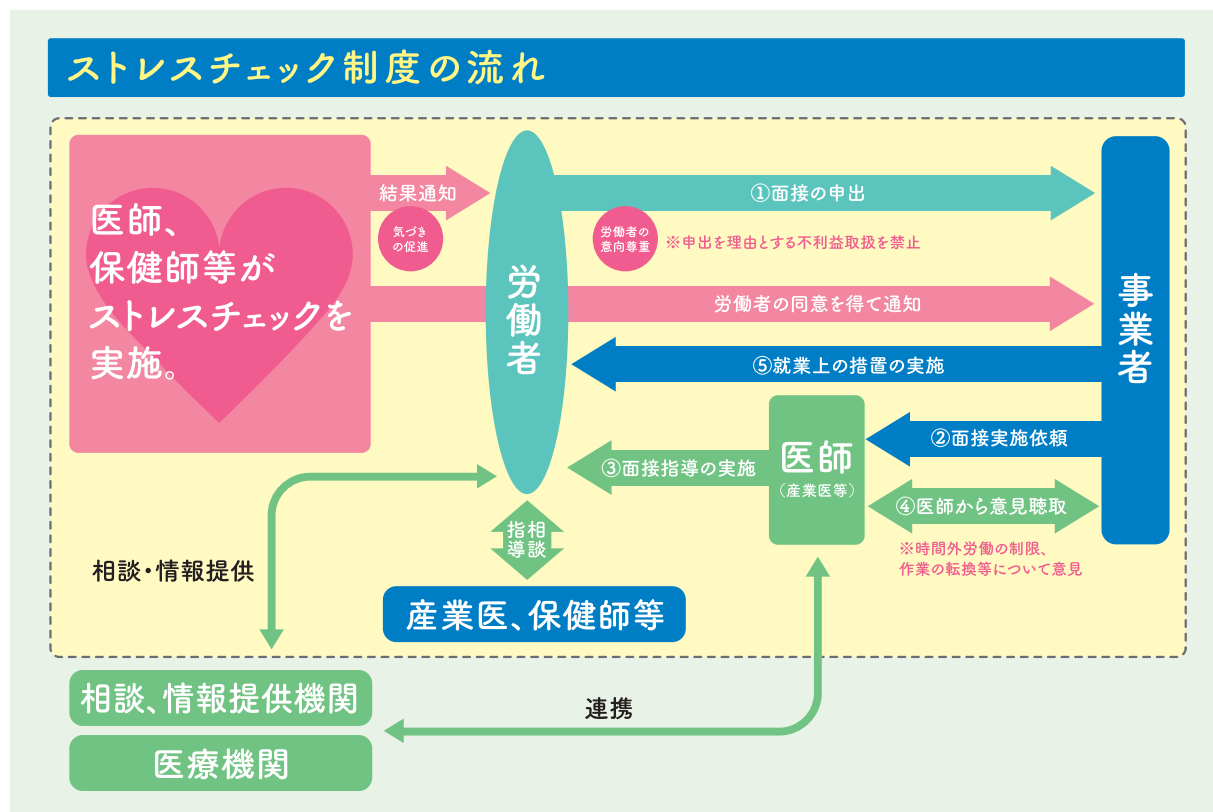 ストレスチェック制度の流れ
医師、
保健師等が
ストレスチェックを
実施。
結果通知
気づき
の促進
労働者
①面接の申出
労働者の
意向尊重
※申出を理由とする不利益取扱を禁止
労働者の同意を得て通知
⑤就業上の措置の実施
事業者
②面接実施依頼
医師
（産業医等）
③面接指導の実施
④医師から意見聴取
※時間外労働の制限、
作業の転換等について意見
相談
指導
相談・情報提供
産業医、保健師等
相談、情報提供機関
医療機関
連携